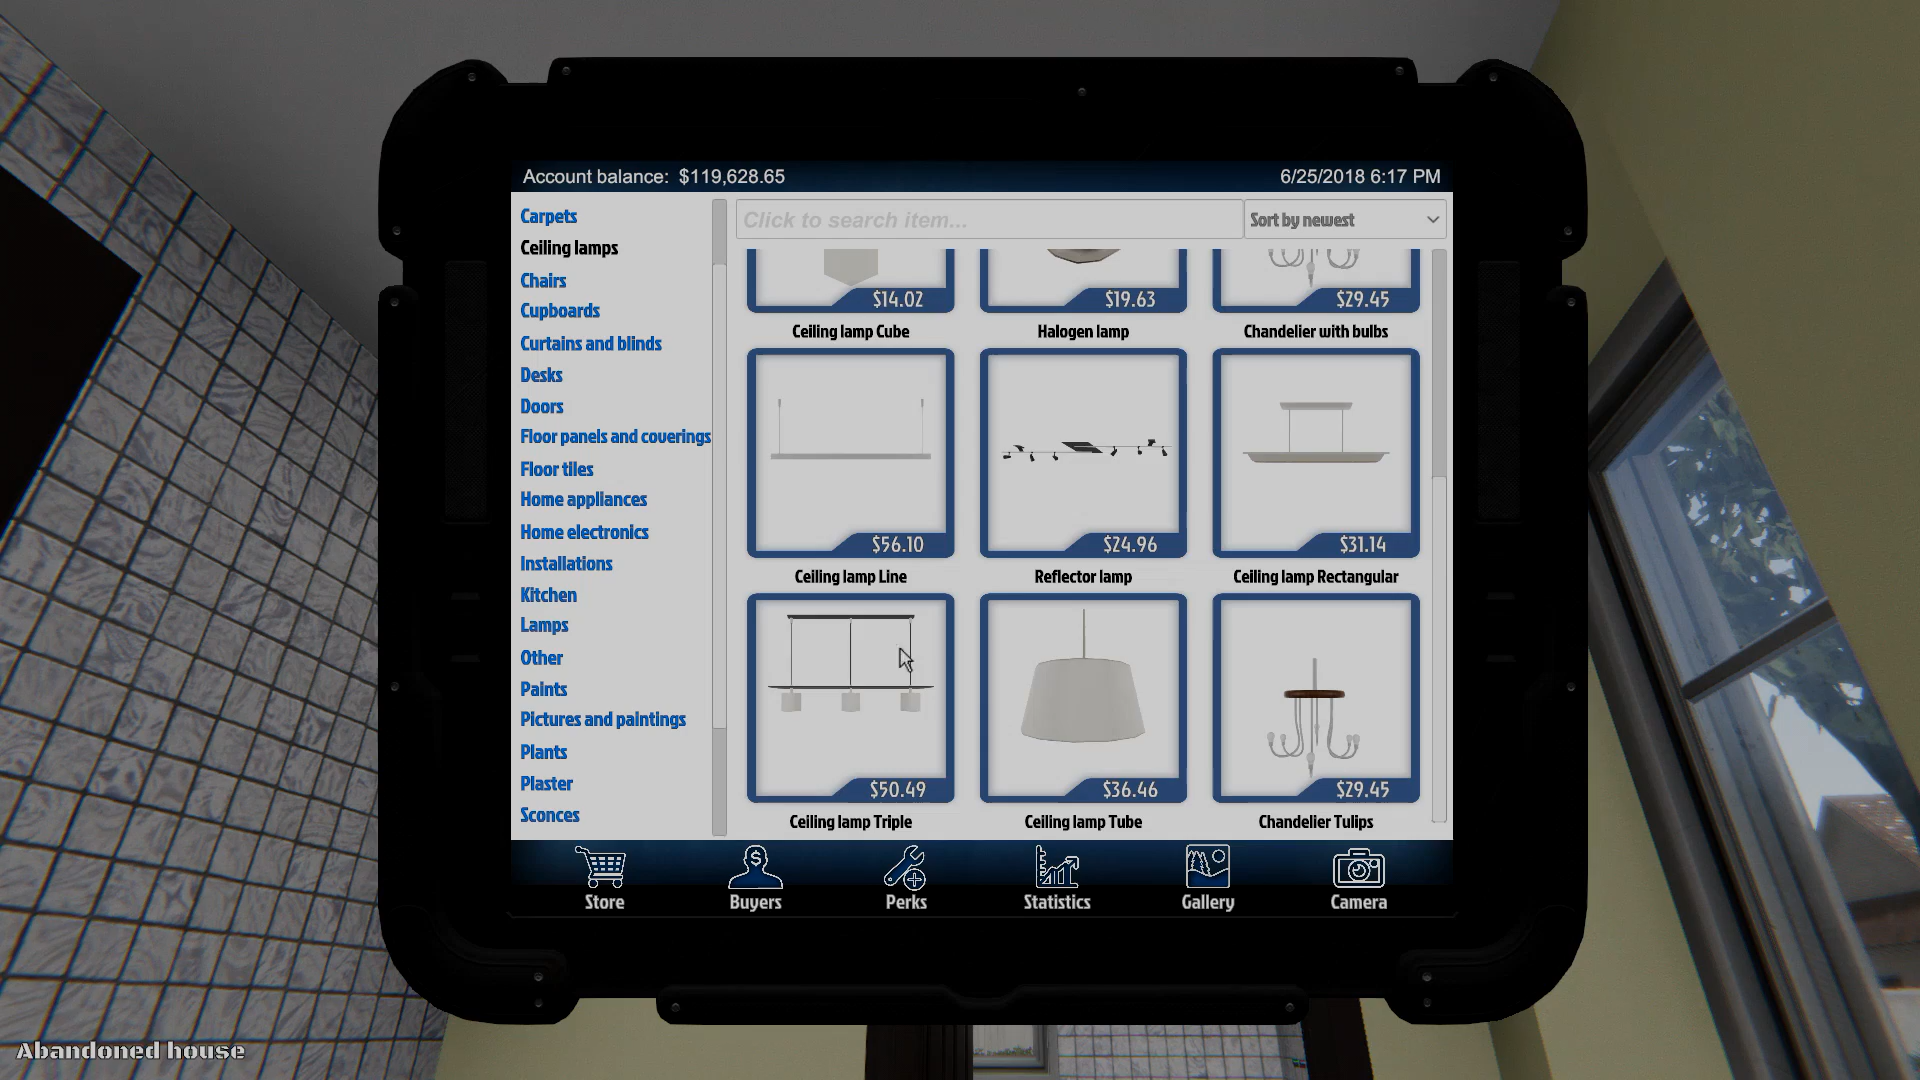 Account balance: $119,628.65
6/25/2018 6:17 PM
Carpets
Ceiling lamps
Chairs
Cupboards
Curtains and blinds
Desks
Doors
Floor panels and coverings
Floor tiles
Home appliances
Home electronics
Installations
Kitchen
Lamps
Other
Paints
Pictures and paintings
Plants
Plaster
Sconces
Click to search item...
Sort by newest
$14.02
$19.63
$29.45
Ceiling lamp Cube
Halogen lamp
Chandelier with bulbs
$56.10
$24.96
$31.14
Ceiling lamp Line
Reflector lamp
Ceiling lamp Rectangular
$50.49
$36.46
$29.45
Ceiling lamp Triple
Ceiling lamp Tube
Chandelier Tulips
Store
Buyers
Perks
Statistics
Gallery
Camera
Abandoned house